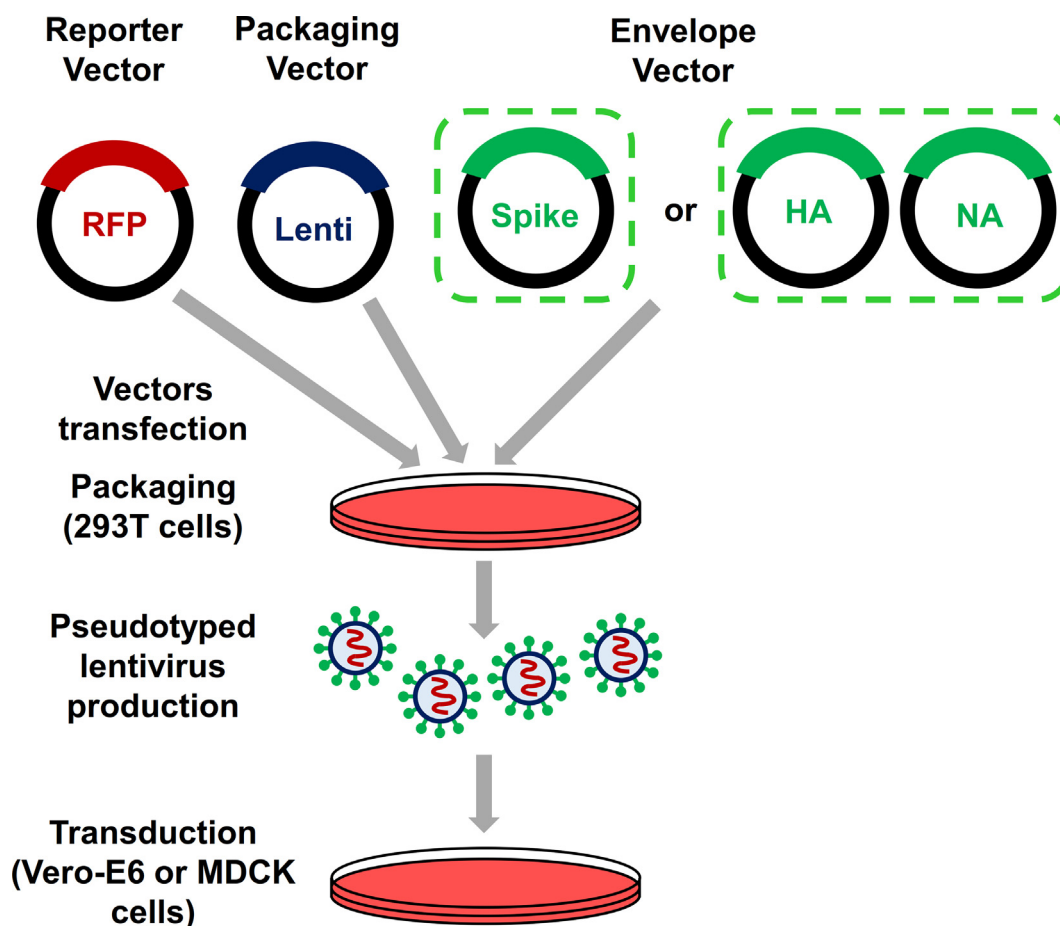 Reporter
Vector
Packaging
Vector
Envelope
Vector
RFP
Lenti
Spike
or
HA
NA
Vectors
transfection
Packaging
(293T cells)
Pseudotyped
lentivirus
production
Transduction
(Vero-E6 or MDCK
cells)